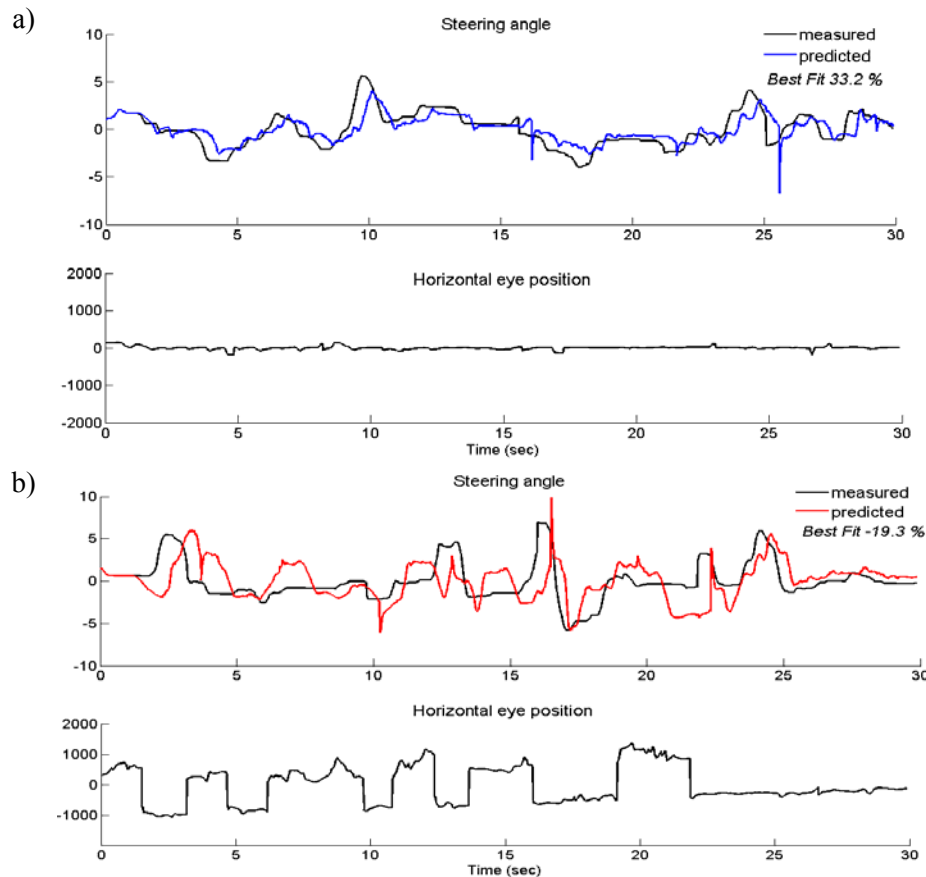 a)
Steering angle
measured
predicted
Best Fit 33.2 %
10
5
0
-5
-10
0 5 10 15 20 25 30
Horizontal eye position
2000
1000
0
-1000
-2000
0 5 10 15 20 25 30
Time (sec)
b)
Steering angle
measured
predicted
Best Fit -19.3 %
10
5
0
-5
-10
0 5 10 15 20 25 30
Horizontal eye position
2000
1000
0
-1000
0 5 10 15 20 25 30
Time (sec)